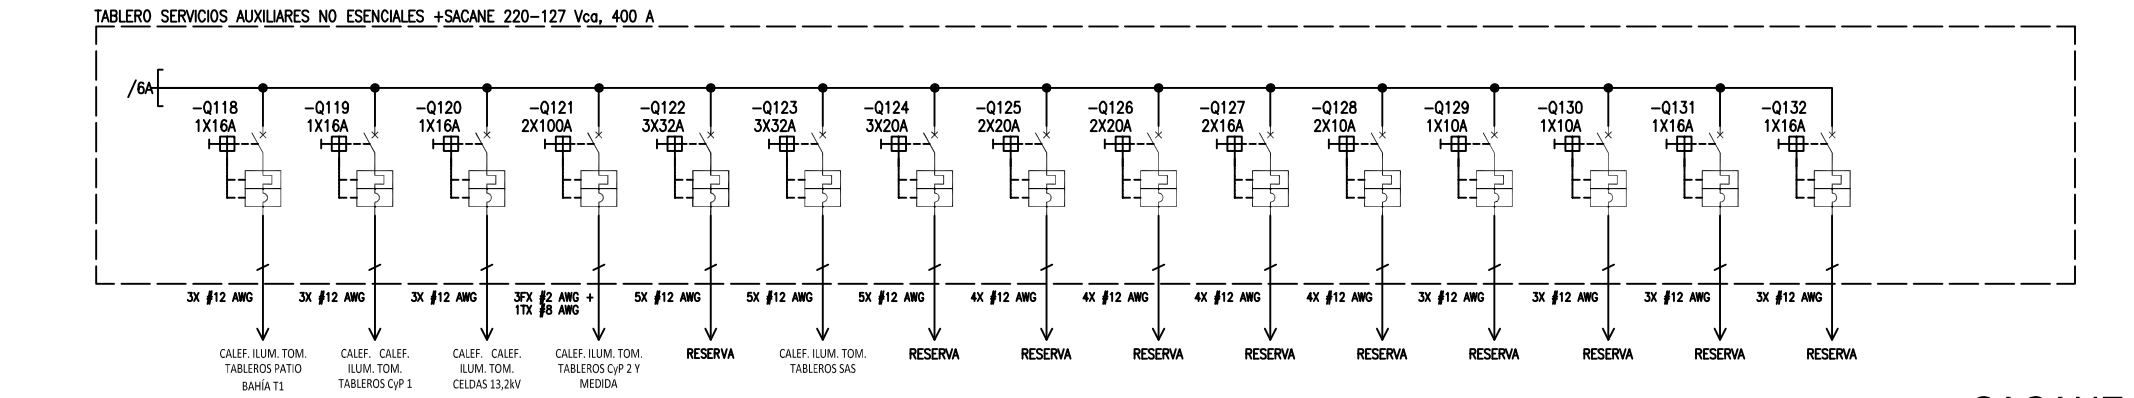 TABLERO SERVICIOS AUXILIARES NO ESENCIALES +SACANE 220-127 Vca, 400 A
/6A
-Q118
1X16A
-Q119
1X16A
-Q120
1X16A
-Q121
2X100A
-Q122
3X32A
-Q123
3X32A
-Q124
3X20A
-Q125
2X20A
-Q126
2X20A
-Q127
2X16A
-Q128
2X10A
-Q129
1X10A
-Q130
1X10A
-Q131
1X16A
-Q132
1X16A
3X #12 AWG
3X #12 AWG
3X #12 AWG
3FX #2 AWG +
1TX #8 AWG
5X #12 AWG
5X #12 AWG
5X #12 AWG
4X #12 AWG
4X #12 AWG
4X #12 AWG
4X #12 AWG
3X #12 AWG
3X #12 AWG
3X #12 AWG
3X #12 AWG
CALEF. ILUM. TOM.
TABLEROS PATIO
BAHÍA T1
CALEF. CALEF.
ILUM. TOM.
TABLEROS CyP 1
CALEF. CALEF.
ILUM. TOM.
CELDAS 13,2kV
CALEF. ILUM. TOM.
TABLEROS CyP 2 Y
MEDIDA
RESERVA
CALEF. ILUM. TOM.
TABLEROS SAS
RESERVA
RESERVA
RESERVA
RESERVA
RESERVA
RESERVA
RESERVA
RESERVA
RESERVA